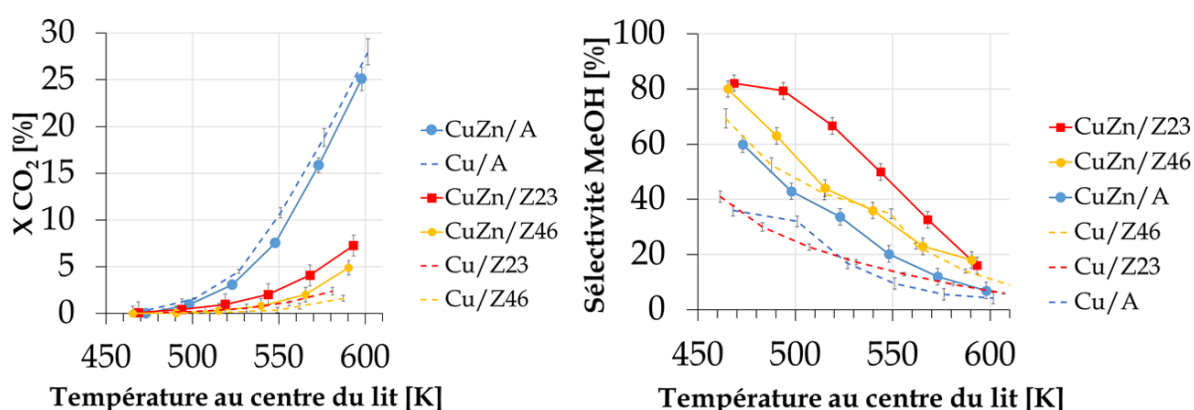 X CO₂ [%]
30
25
20
15
10
5
0
450
500
550
600
Température au centre du lit [K]
CuZn/A
Cu/A
CuZn/Z23
CuZn/Z46
Cu/Z23
Cu/Z46
Sélectivité MeOH [%]
100
80
60
40
20
0
450
500
550
600
Température au centre du lit [K]
CuZn/Z23
CuZn/Z46
CuZn/A
Cu/Z46
Cu/Z23
Cu/A